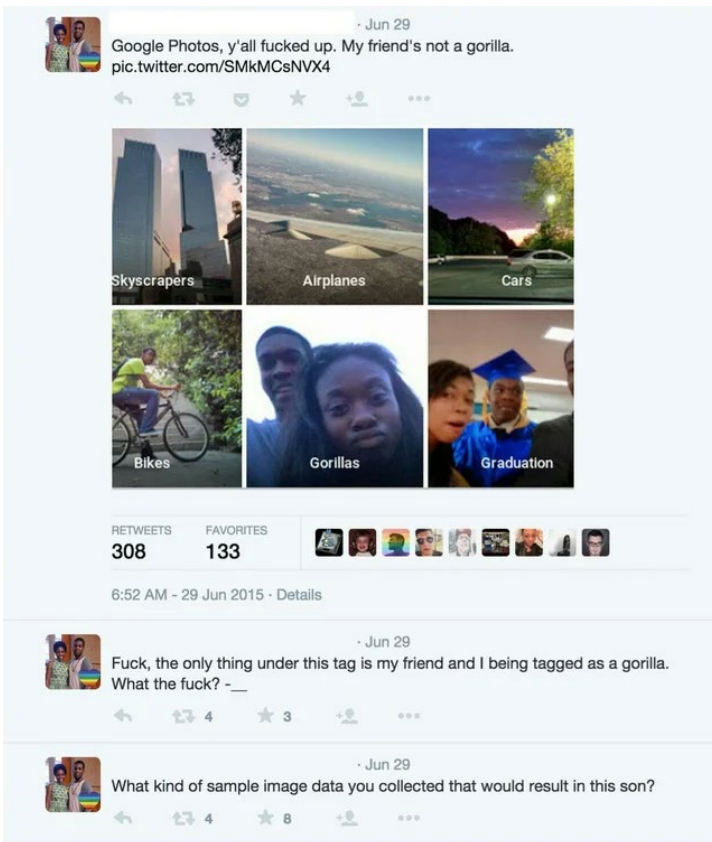 · Jun 29
Google Photos, y'all fucked up. My friend's not a gorilla.
pic.twitter.com/SMkMCsNVX4
Skyscrapers
Airplanes
Cars
Bikes
Gorillas
Graduation
RETWEETS FAVORITES
308 133
6:52 AM - 29 Jun 2015 · Details
· Jun 29
Fuck, the only thing under this tag is my friend and I being tagged as a gorilla.
What the fuck? -__
4 3
· Jun 29
What kind of sample image data you collected that would result in this son?
4 8